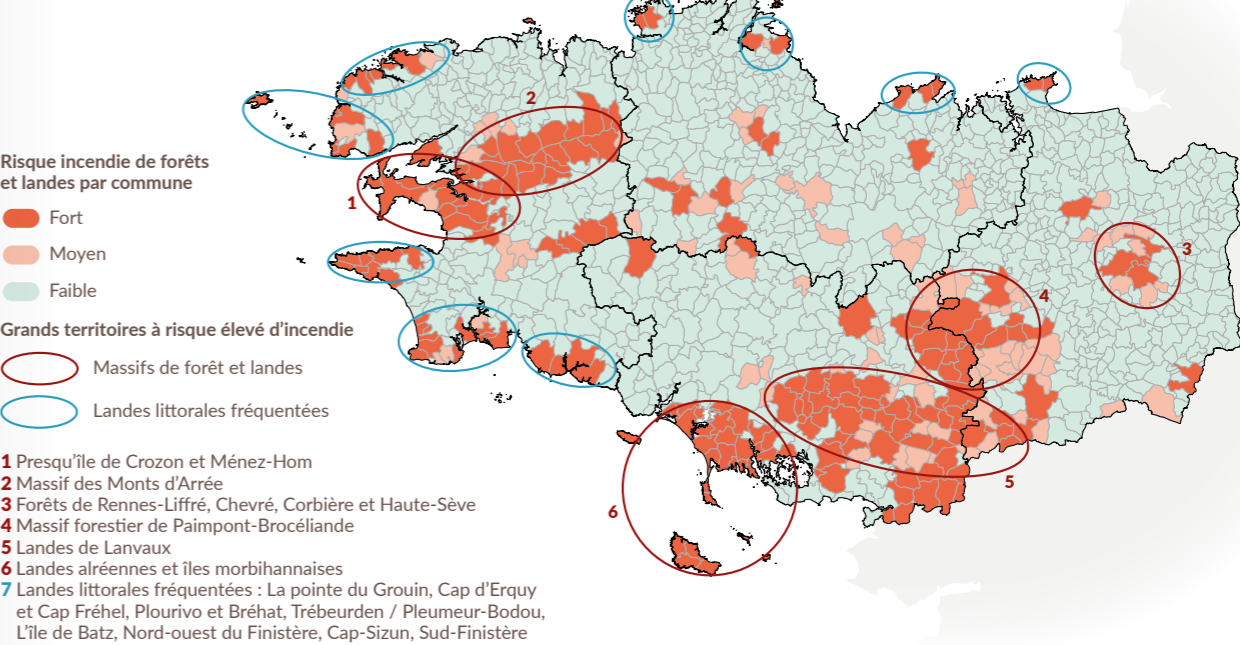 Risque incendie de forêts
et landes par commune
Fort
Moyen
Faible
Grands territoires à risque élevé d'incendie
Massifs de forêt et landes
Landes littorales fréquentées
1 Presqu'île de Crozon et Ménez-Hom
2 Massif des Monts d'Arrée
3 Forêts de Rennes-Liffré, Chevré, Corbière et Haute-Sève
4 Massif forestier de Paimpont-Brocéliande
5 Landes de Lanvaux
6 Landes alréennes et îles morbihannaises
7 Landes littorales fréquentées : La pointe du Grouin, Cap d'Erquy
et Cap Fréhel, Plourivo et Bréhat, Trébeurden / Pleumeur-Bodou,
L'île de Batz, Nord-ouest du Finistère, Cap-Sizun, Sud-Finistère
2
1
3
4
5
6